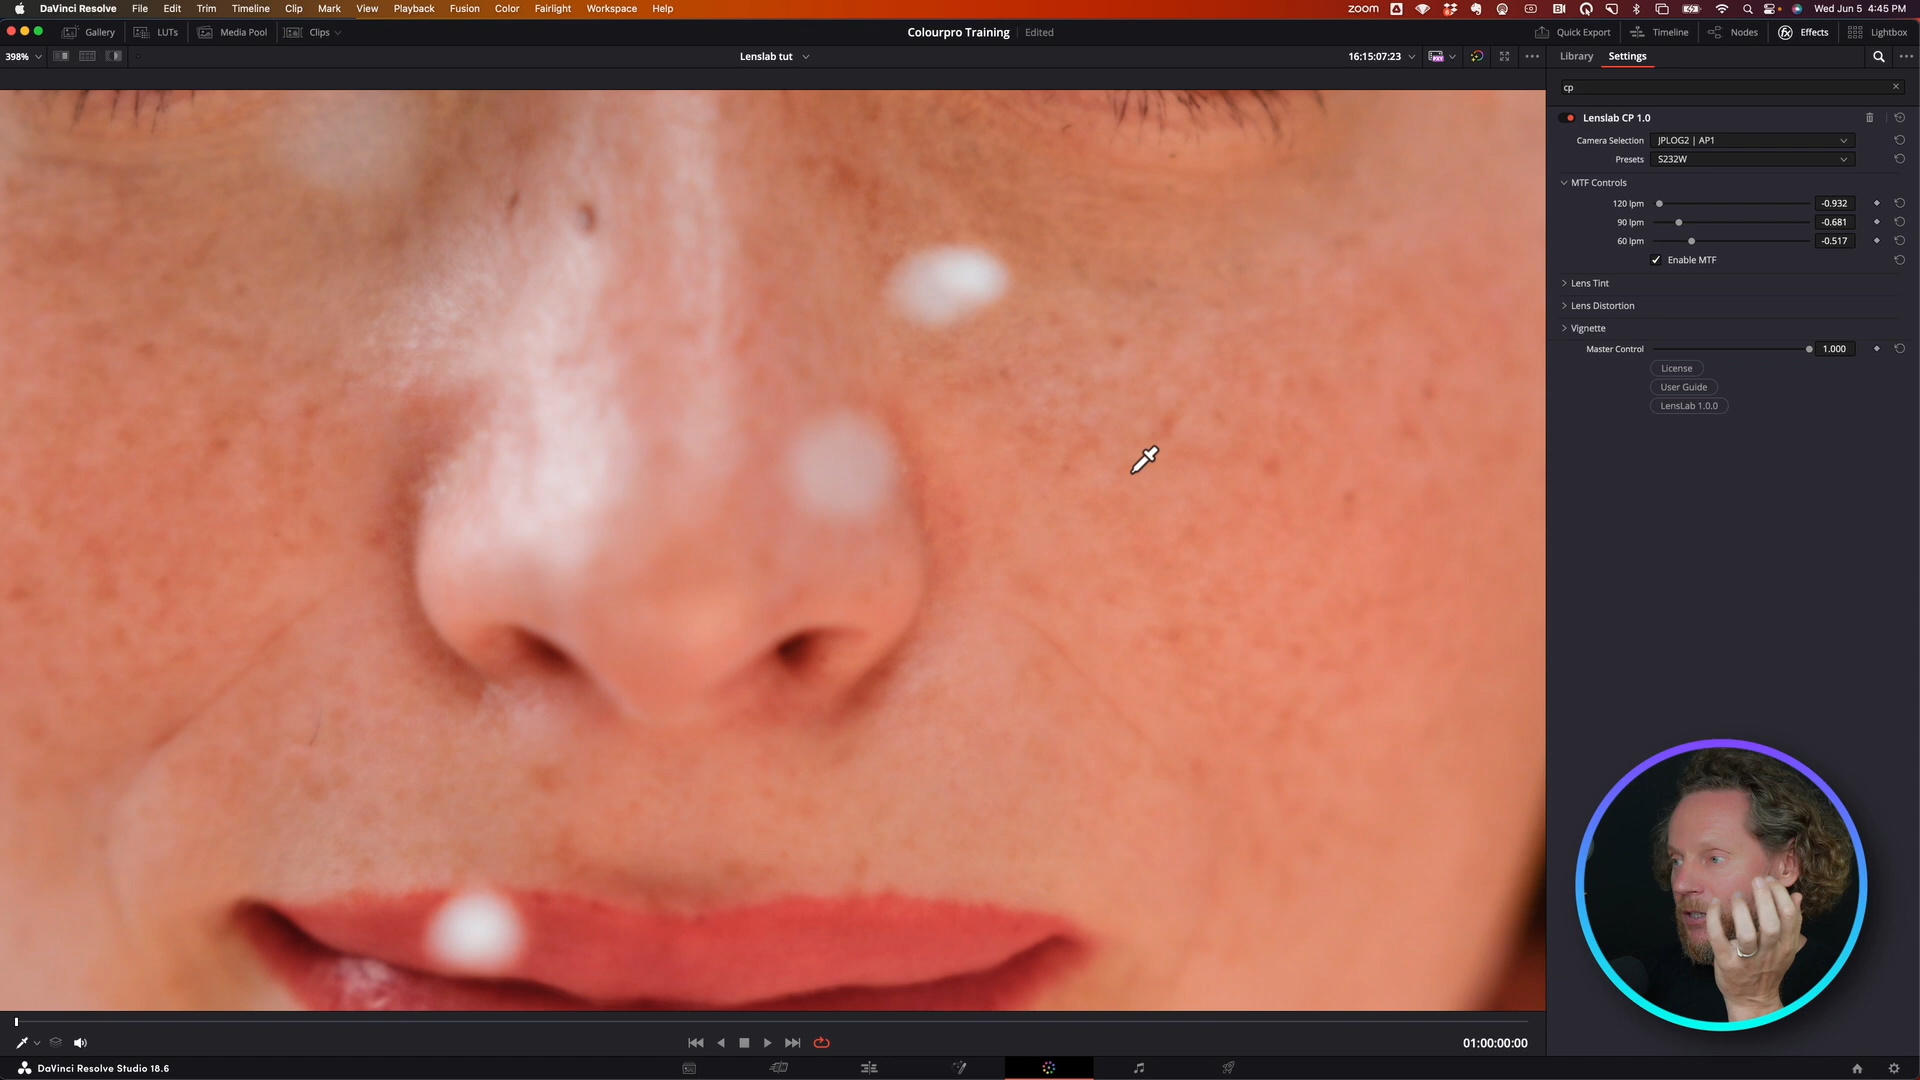 DaVinci Resolve File Edit Trim Timeline Clip Mark View Playback Fusion Color Fairlight Workspace Help zoom Wed Jun 5 4:45 PM
Gallery LUTs Media Pool Clips Colourpro Training Edited Quick Export Timeline Nodes Effects Lightbox
398% Lenslab tut 16:15:07:23 Library Settings
cp
Lenslab CP 1.0
Camera Selection JPLOG2 | AP1
Presets S232W
MTF Controls
120 lpm -0.932
90 lpm -0.681
60 lpm -0.517
Enable MTF
Lens Tint
Lens Distortion
Vignette
Master Control 1.000
License
User Guide
LensLab 1.0.0
01:00:00:00
DaVinci Resolve Studio 18.6